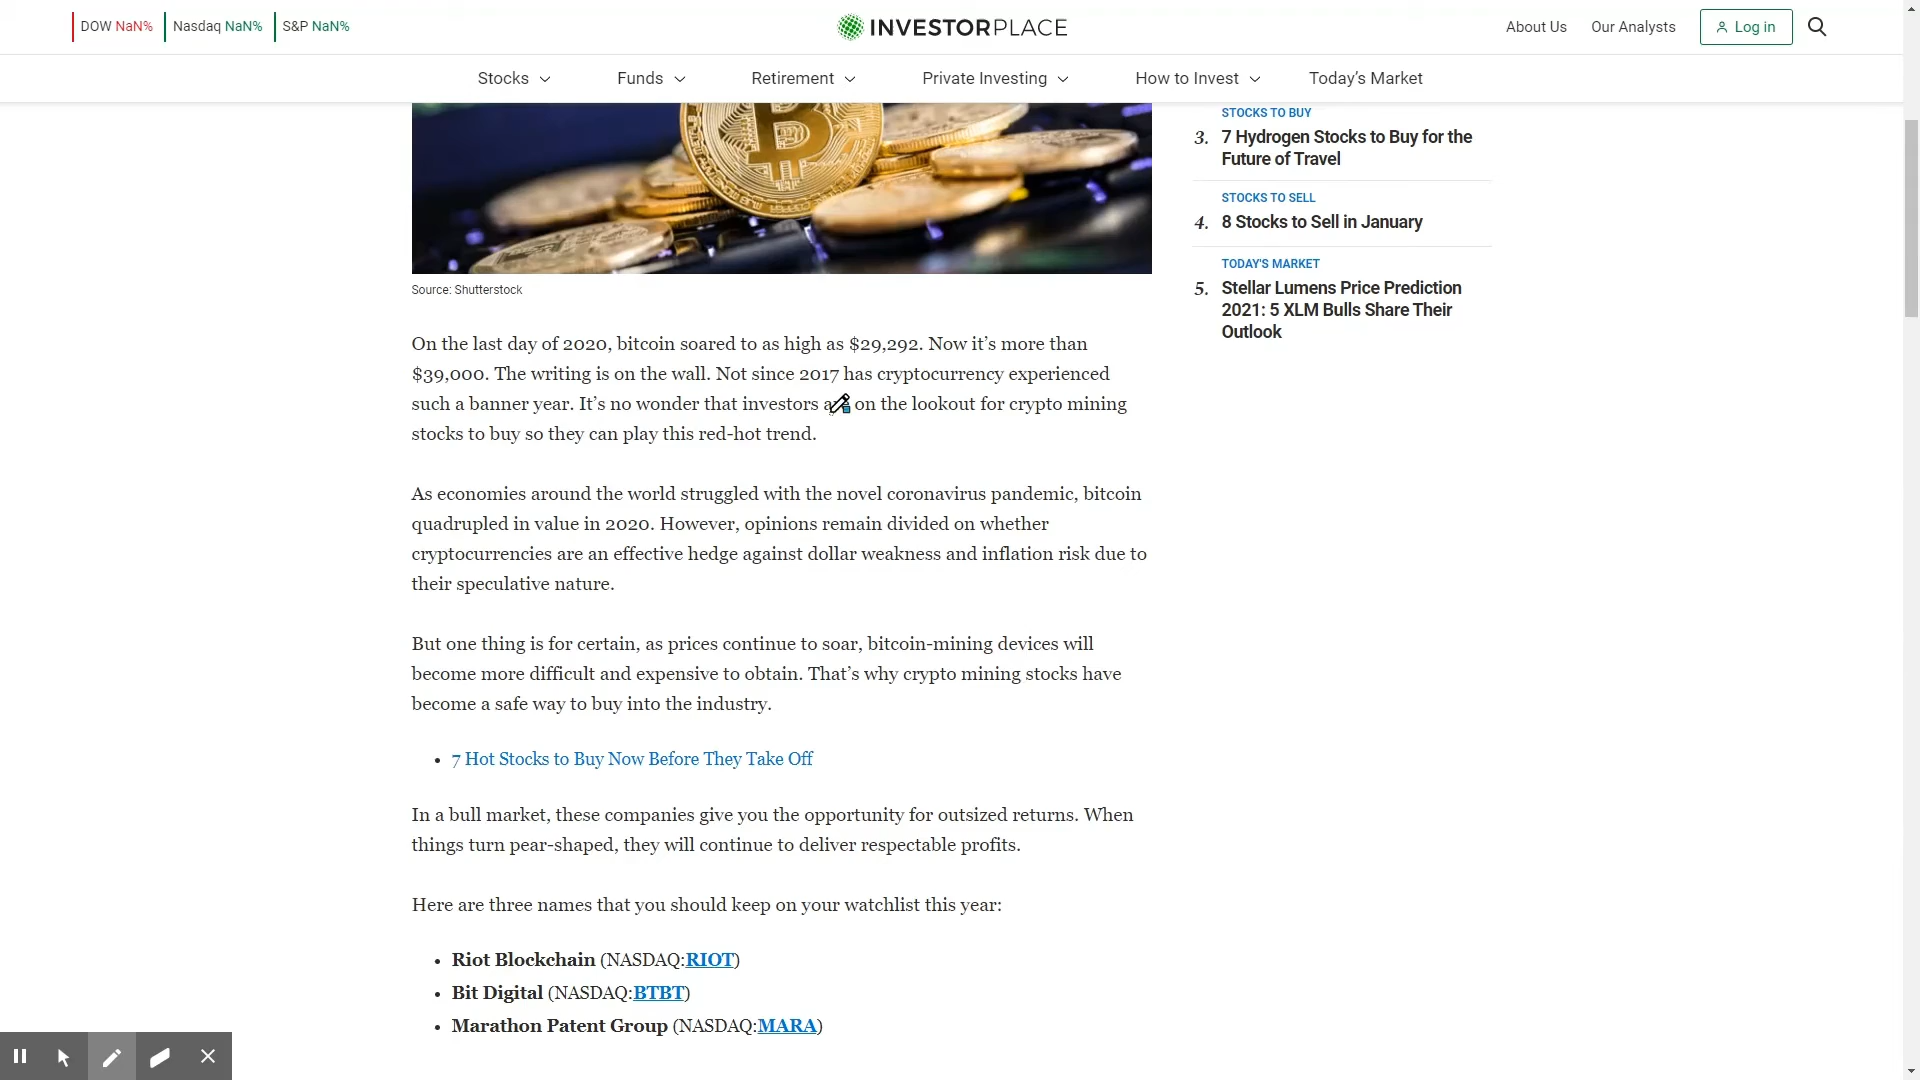 DOW NaN%
Nasdaq NaN%
S&P NaN%
INVESTORPLACE
About Us
Our Analysts
Log in
Stocks
Funds
Retirement
Private Investing
How to Invest
Today’s Market
Source: Shutterstock
On the last day of 2020, bitcoin soared to as high as $29,292. Now it’s more than
$39,000. The writing is on the wall. Not since 2017 has cryptocurrency experienced
such a banner year. It’s no wonder that investors on the lookout for crypto mining
stocks to buy so they can play this red-hot trend.
As economies around the world struggled with the novel coronavirus pandemic, bitcoin
quadrupled in value in 2020. However, opinions remain divided on whether
cryptocurrencies are an effective hedge against dollar weakness and inflation risk due to
their speculative nature.
But one thing is for certain, as prices continue to soar, bitcoin-mining devices will
become more difficult and expensive to obtain. That’s why crypto mining stocks have
become a safe way to buy into the industry.
• 7 Hot Stocks to Buy Now Before They Take Off
In a bull market, these companies give you the opportunity for outsized returns. When
things turn pear-shaped, they will continue to deliver respectable profits.
Here are three names that you should keep on your watchlist this year:
• Riot Blockchain (NASDAQ:RIOT)
• Bit Digital (NASDAQ:BTBT)
• Marathon Patent Group (NASDAQ:MARA)
STOCKS TO BUY
3. 7 Hydrogen Stocks to Buy for the
Future of Travel
STOCKS TO SELL
4. 8 Stocks to Sell in January
TODAY'S MARKET
5. Stellar Lumens Price Prediction
2021: 5 XLM Bulls Share Their
Outlook